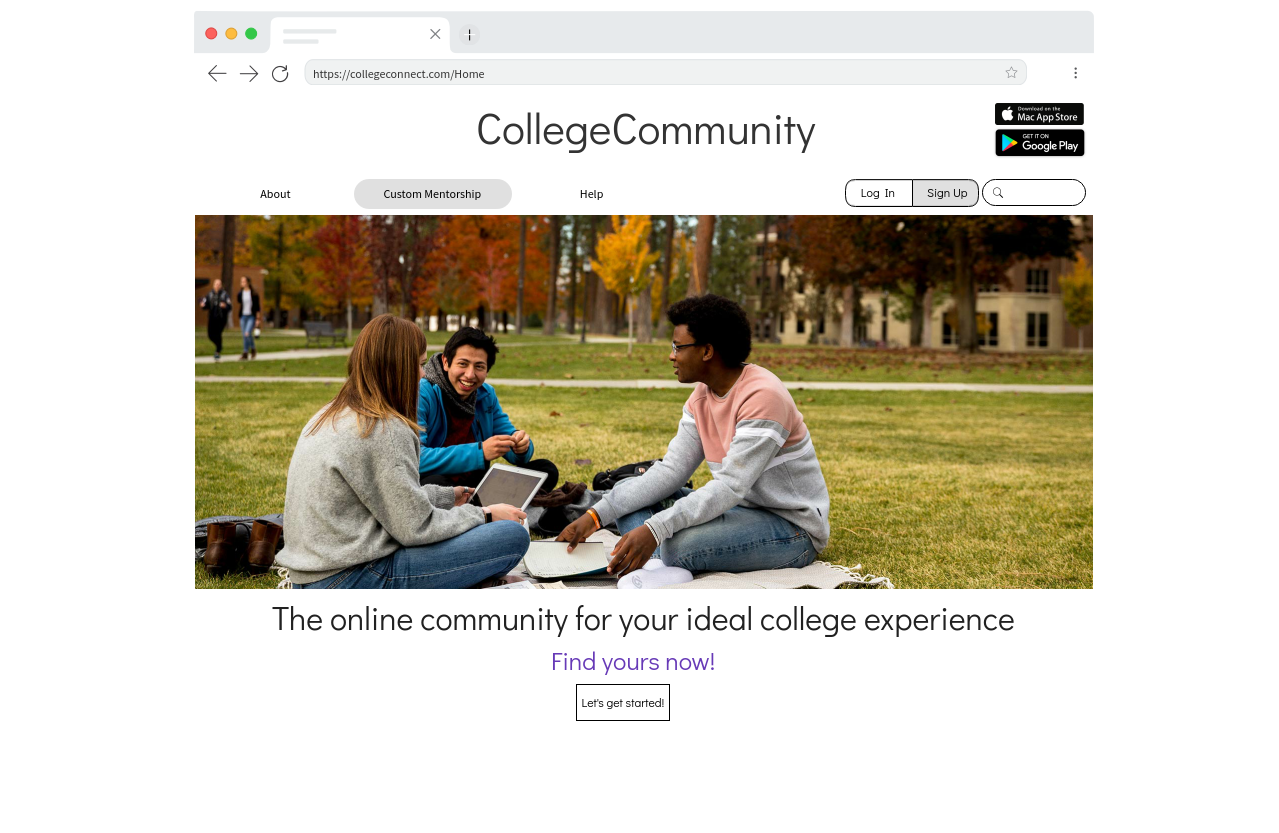 https://collegeconnect.com/Home
CollegeCommunity
Download on the
Mac App Store
GET IT ON
Google Play
About
Custom Mentorship
Help
Log In
Sign Up
The online community for your ideal college experience
Find yours now!
Let's get started!